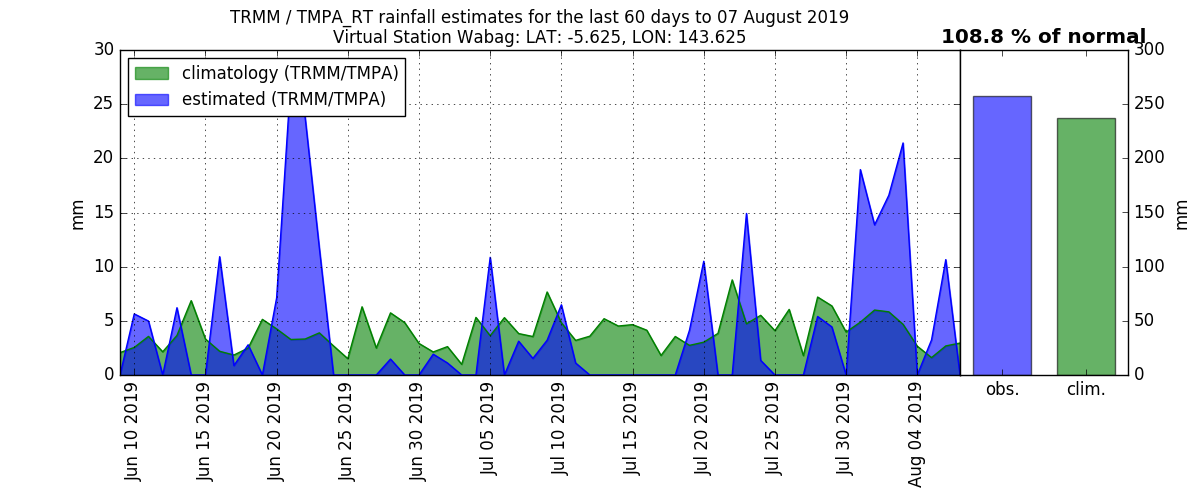 TRMM / TMPA_RT rainfall estimates for the last 60 days to 07 August 2019
Virtual Station Wabag: LAT: -5.625, LON: 143.625
108.8 % of normal
climatology (TRMM/TMPA)
estimated (TRMM/TMPA)
30
25
20
15
10
5
0
mm
Jun 10 2019
Jun 15 2019
Jun 20 2019
Jun 25 2019
Jun 30 2019
Jul 05 2019
Jul 10 2019
Jul 15 2019
Jul 20 2019
Jul 25 2019
Jul 30 2019
Aug 04 2019
obs.
clim.
300
250
200
150
100
50
0
mm